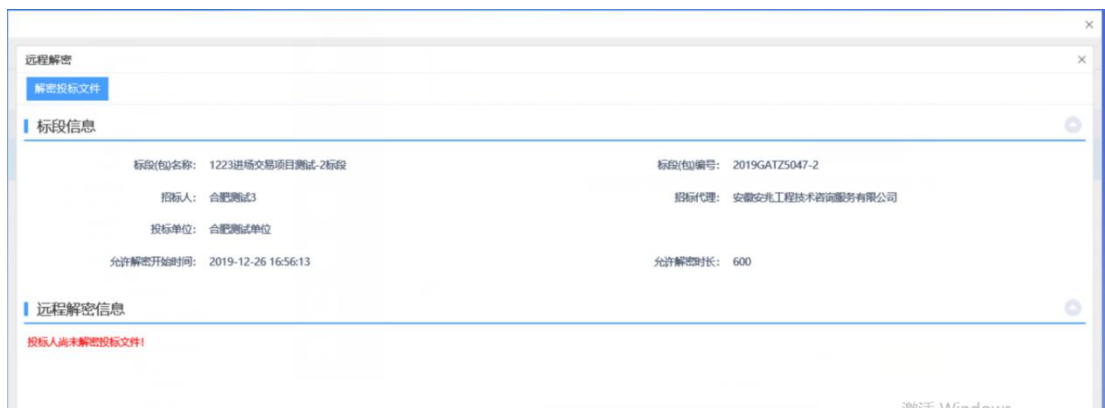 远程解密
解密投标文件
标段信息
标段(包)名称: 1223进场交易项目测试-2标段 标段(包)编号: 2019GATZ5047-2
招标人: 合肥测试3 招标代理: 安徽安兆工程技术咨询服务有限公司
投标单位: 合肥测试单位
允许解密开始时间: 2019-12-26 16:56:13 允许解密时长: 600
远程解密信息
投标人尚未解密投标文件!
激活 Windows